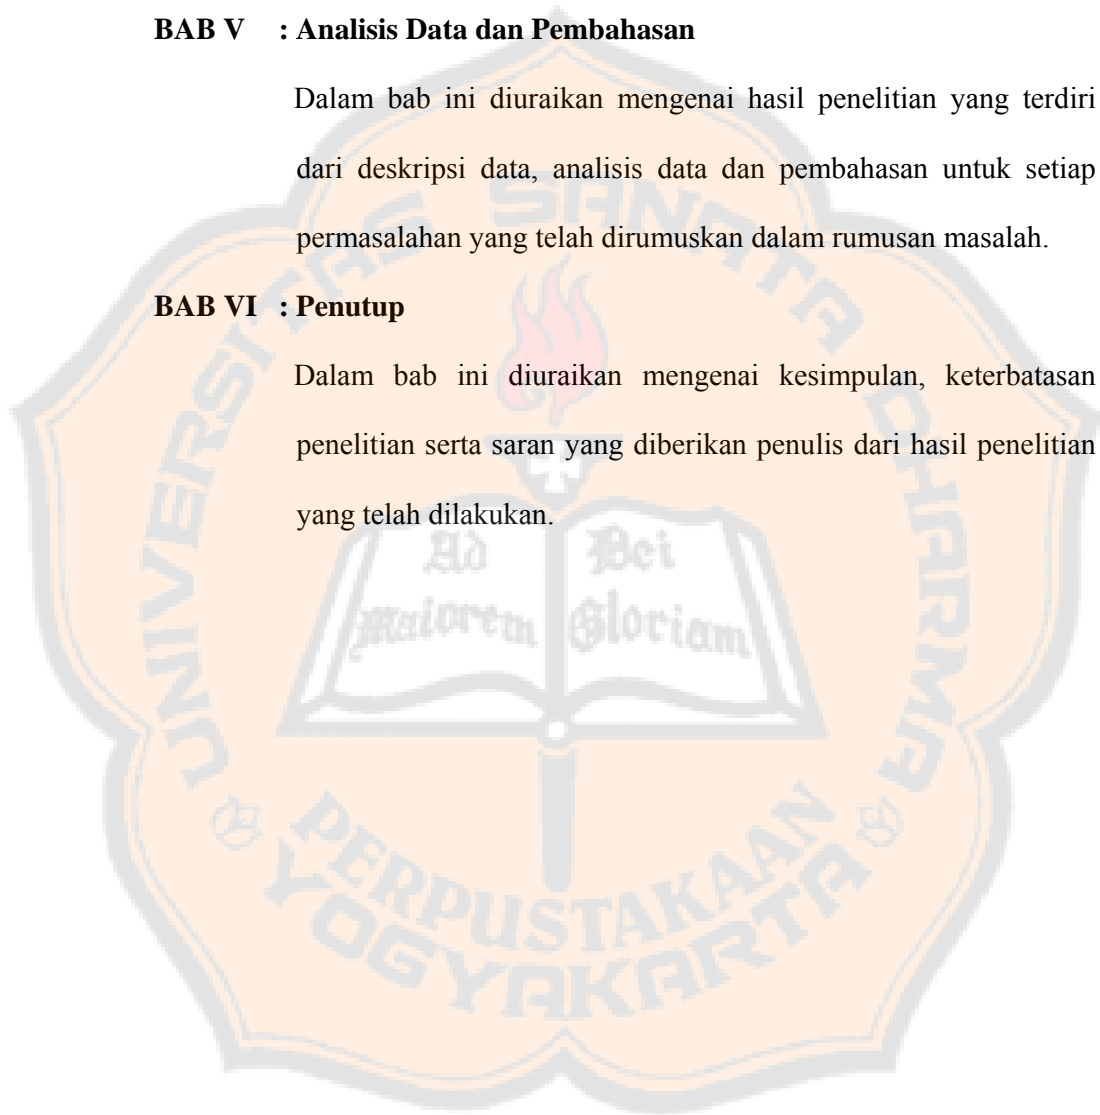 BAB V : Analisis Data dan Pembahasan
Dalam bab ini diuraikan mengenai hasil penelitian yang terdiri
dari deskripsi data, analisis data dan pembahasan untuk setiap
permasalahan yang telah dirumuskan dalam rumusan masalah.
BAB VI : Penutup
Dalam bab ini diuraikan mengenai kesimpulan, keterbatasan
penelitian serta saran yang diberikan penulis dari hasil penelitian
yang telah dilakukan.
UNIVERSITAS SANATA DHARMA
Ad Dei
maiorem Gloriam
PERPUSTAKAAN
YOGYAKARTA